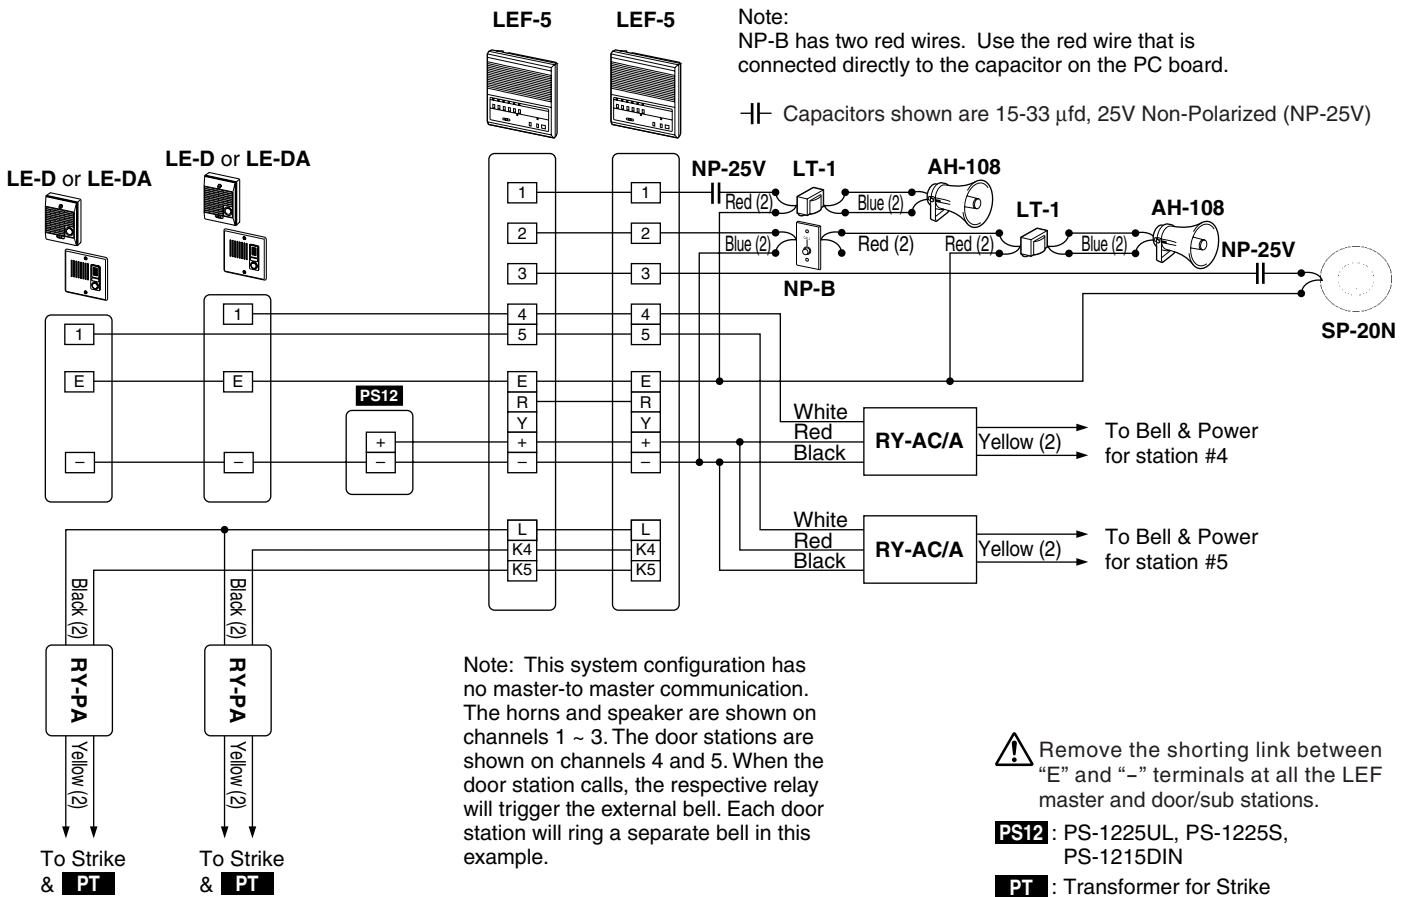 LEF-5
LEF-5
Note:
NP-B has two red wires. Use the red wire that is
connected directly to the capacitor on the PC board.
Capacitors shown are 15-33 µfd, 25V Non-Polarized (NP-25V)
LE-D or LE-DA
LE-D or LE-DA
NP-25V
LT-1
AH-108
Red (2)
Blue (2)
LT-1
AH-108
Blue (2)
Red (2)
Red (2)
Blue (2)
NP-25V
NP-B
SP-20N
1
1
2
2
3
3
1
4
4
1
5
5
E
E
E
E
PS12
R
R
Y
Y
+
+
+
–
–
–
–
–
L
L
K4
K4
K5
K5
White
Red
Black
RY-AC/A
Yellow (2)
To Bell & Power
for station #4
White
Red
Black
RY-AC/A
Yellow (2)
To Bell & Power
for station #5
Black (2)
Black (2)
RY-PA
RY-PA
Yellow (2)
Yellow (2)
To Strike
& PT
To Strike
& PT
Note: This system configuration has
no master-to master communication.
The horns and speaker are shown on
channels 1 ~ 3. The door stations are
shown on channels 4 and 5. When the
door station calls, the respective relay
will trigger the external bell. Each door
station will ring a separate bell in this
example.
Remove the shorting link between
“E” and “–” terminals at all the LEF
master and door/sub stations.
PS12 : PS-1225UL, PS-1225S,
PS-1215DIN
PT : Transformer for Strike